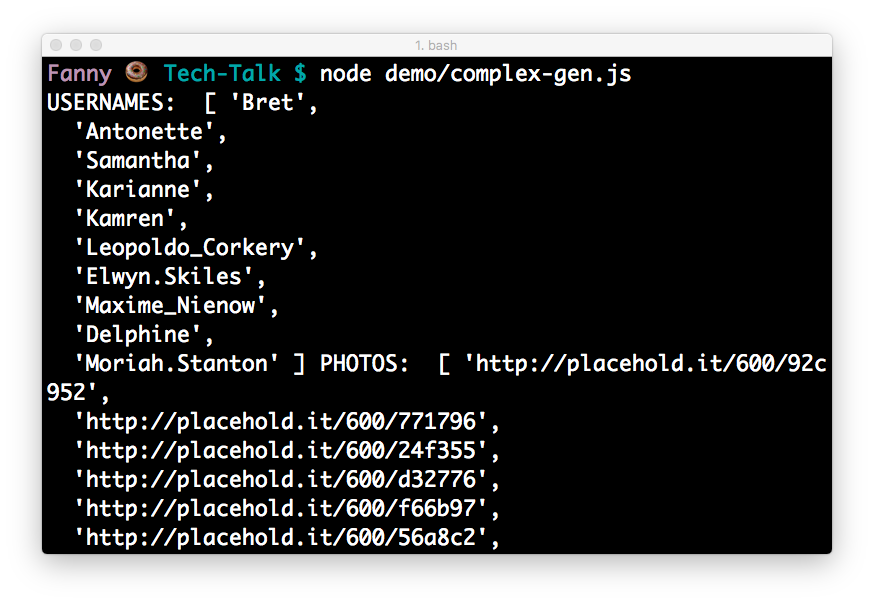 1. bash
Fanny 🍩 Tech-Talk $ node demo/complex-gen.js
USERNAMES:  [ 'Bret',
  'Antonette',
  'Samantha',
  'Karianne',
  'Kamren',
  'Leopoldo_Corkery',
  'Elwyn.Skiles',
  'Maxime_Nienow',
  'Delphine',
  'Moriah.Stanton' ] PHOTOS:  [ 'http://placehold.it/600/92c
952',
  'http://placehold.it/600/771796',
  'http://placehold.it/600/24f355',
  'http://placehold.it/600/d32776',
  'http://placehold.it/600/f66b97',
  'http://placehold.it/600/56a8c2',